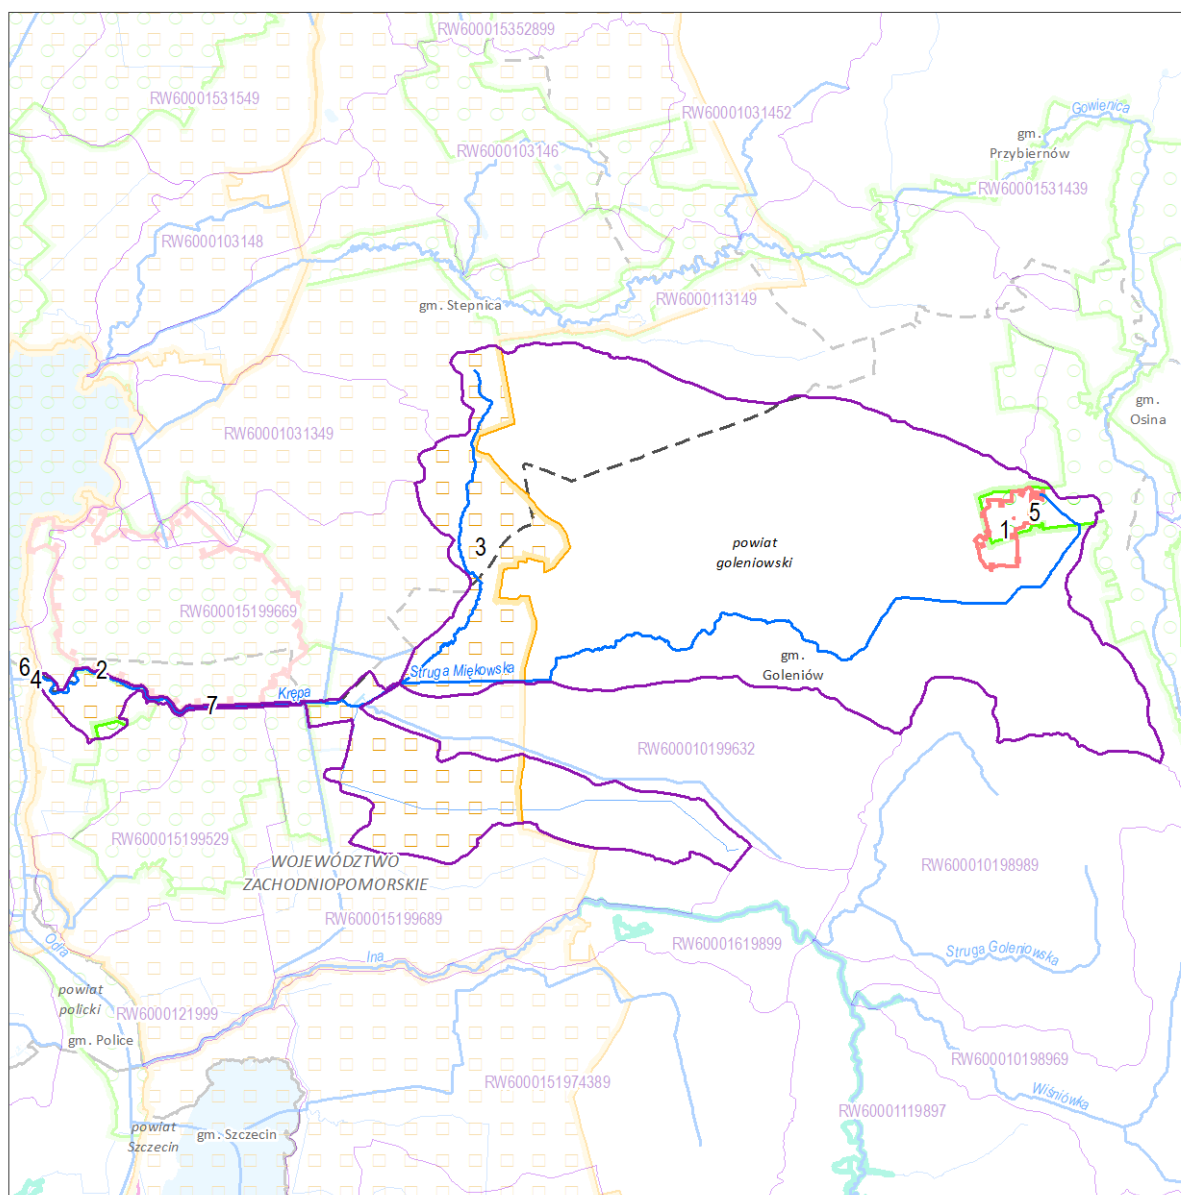 RW600015352899
RW60001531549
RW60001031452
Gowienica
gm.
Przybiernów
RW6000103146
RW60001531439
RW6000103148
RW6000113149
gm. Stepnica
gm.
Osina
RW60001031349
5
1
3
powiat
goleniowski
RW600015199669
6
4
2
Struga Miękowska
gm.
Goleniów
Krępa
7
RW600010199632
RW600015199529
WOJEWÓDZTWO
ZACHODNIOPOMORSKIE
RW600010198989
RW600015199689
RW60001619899
Odra
Ina
Struga Goleniowska
powiat
policki
RW6000121999
gm. Police
RW600010198969
RW6000151974389
Wiśniówka
RW60001119897
powiat
Szczecin
gm. Szczecin